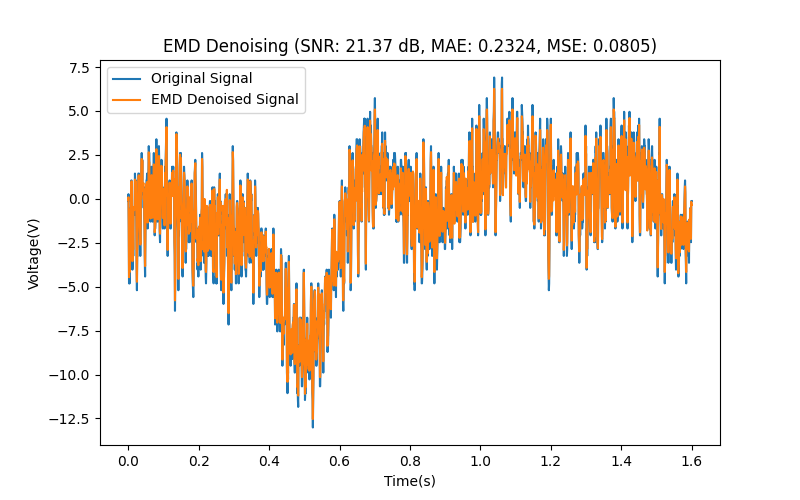 EMD Denoising (SNR: 21.37 dB, MAE: 0.2324, MSE: 0.0805)
Original Signal
EMD Denoised Signal
7.5
5.0
2.5
0.0
−2.5
−5.0
−7.5
−10.0
−12.5
Voltage(V)
0.0 0.2 0.4 0.6 0.8 1.0 1.2 1.4 1.6
Time(s)